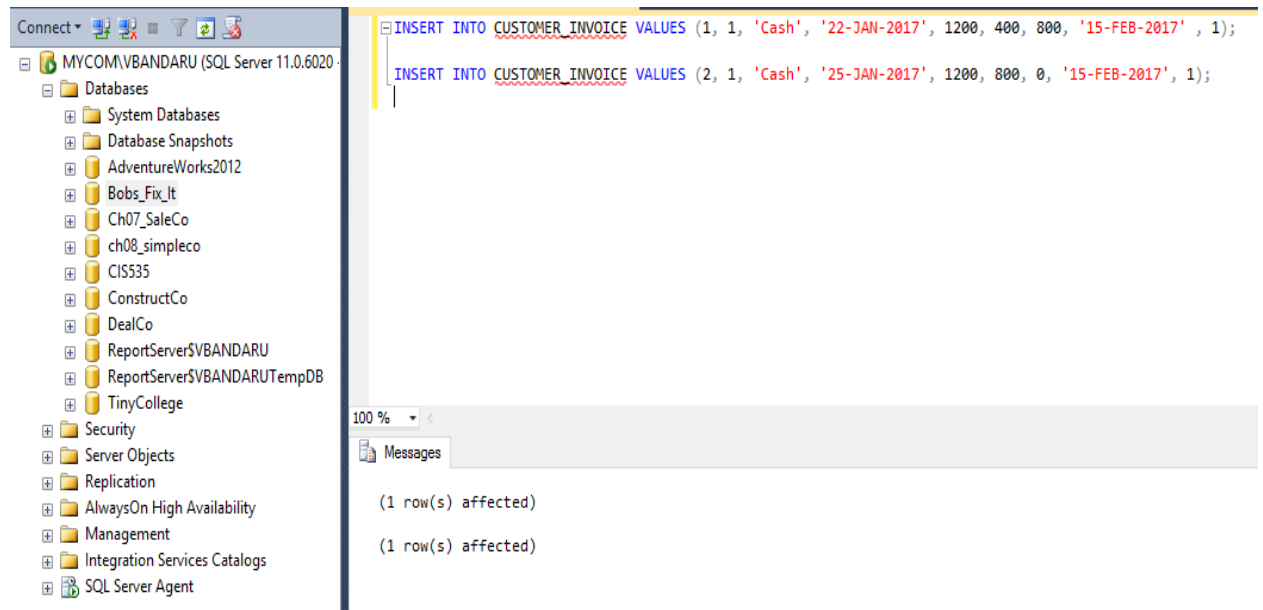 Connect
MYCOM\VBANDARU (SQL Server 11.0.6020 -
Databases
System Databases
Database Snapshots
AdventureWorks2012
Bobs_Fix_It
Ch07_SaleCo
ch08_simpleco
CIS535
ConstructCo
DealCo
ReportServer$VBANDARU
ReportServer$VBANDARUTempDB
TinyCollege
Security
Server Objects
Replication
AlwaysOn High Availability
Management
Integration Services Catalogs
SQL Server Agent
INSERT INTO CUSTOMER_INVOICE VALUES (1, 1, 'Cash', '22-JAN-2017', 1200, 400, 800, '15-FEB-2017' , 1);
INSERT INTO CUSTOMER_INVOICE VALUES (2, 1, 'Cash', '25-JAN-2017', 1200, 800, 0, '15-FEB-2017', 1);
100 %
Messages
(1 row(s) affected)
(1 row(s) affected)